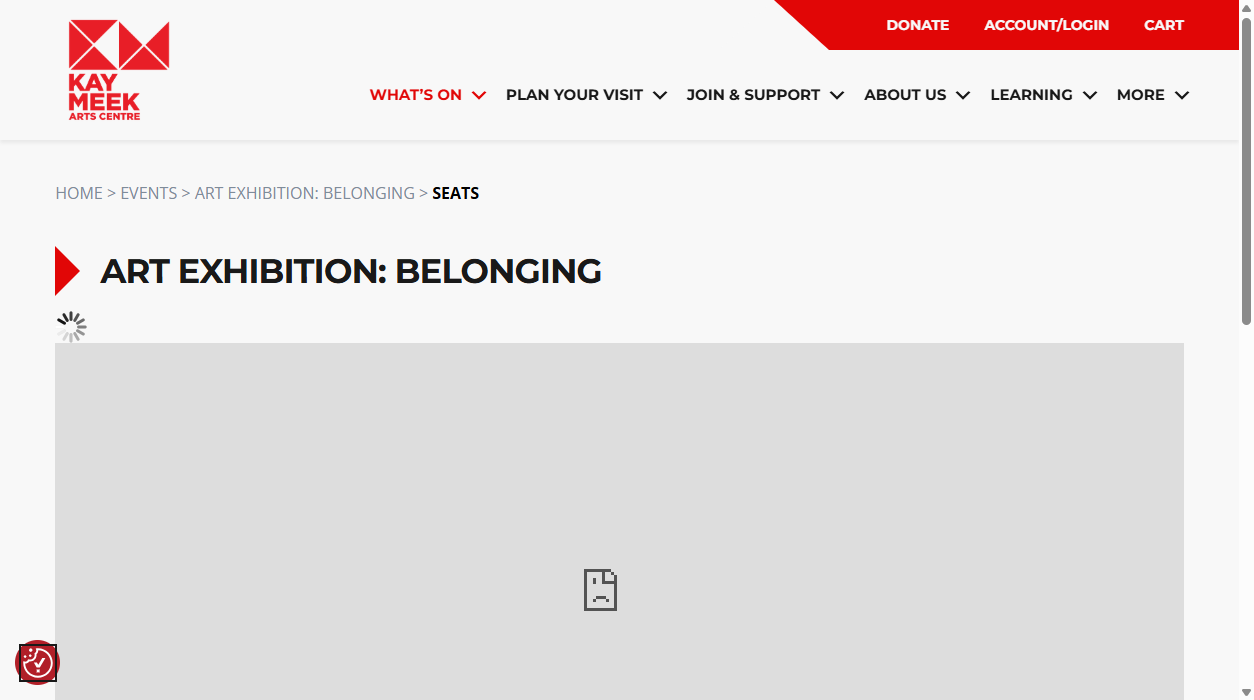 DONATE ACCOUNT/LOGIN CART
KAY
MEEK
ARTS CENTRE
WHAT'S ON PLAN YOUR VISIT JOIN & SUPPORT ABOUT US LEARNING MORE
HOME > EVENTS > ART EXHIBITION: BELONGING > SEATS
ART EXHIBITION: BELONGING